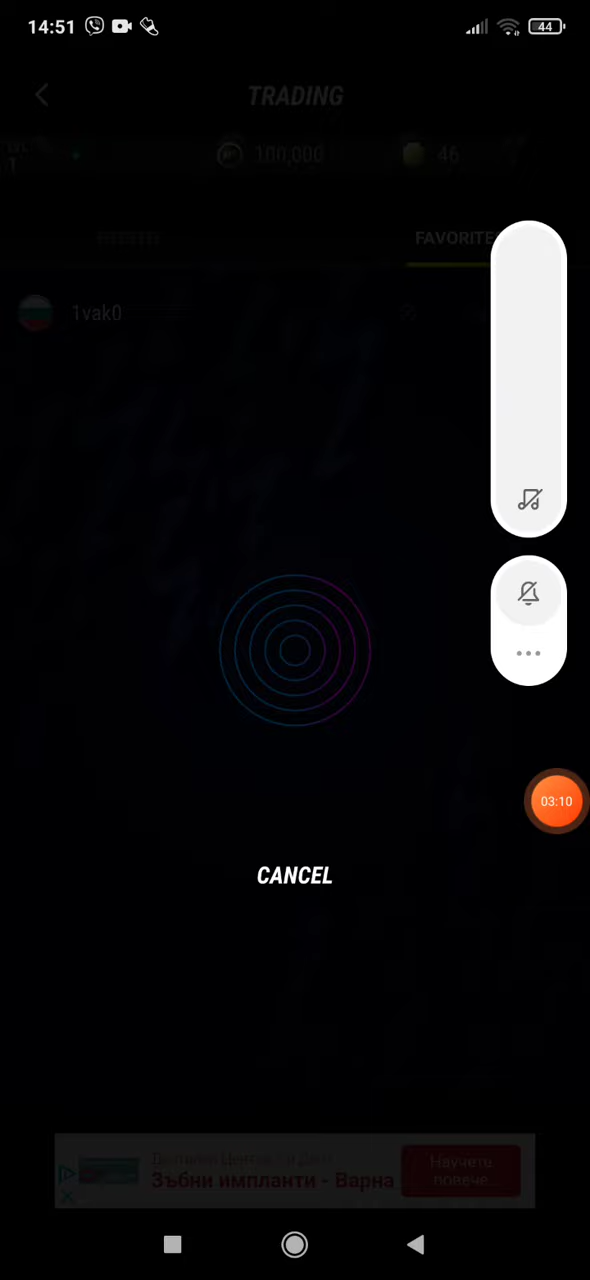 14:51
44
TRADING
100,000
46
FAVORITE
1vak0
03:10
CANCEL
Зъбни импланти - Варна
Научете
повече